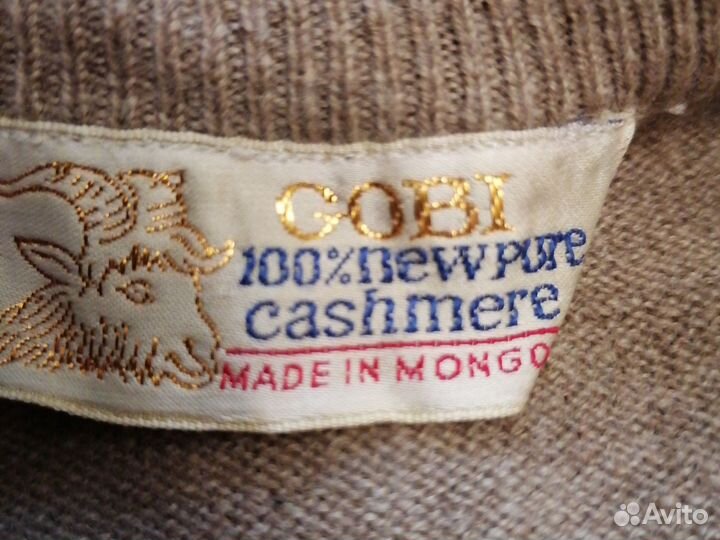 GOBI
100% new pure
cashmere
MADE IN MONGO
Avito